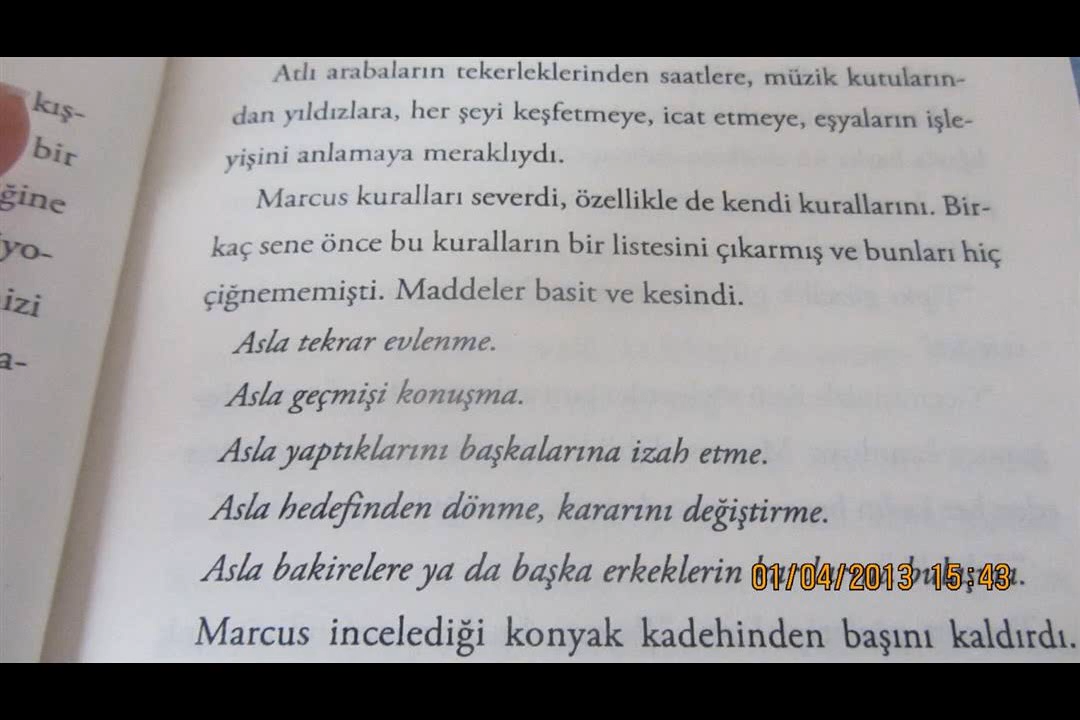 kış-
bir
ğine
yo-
izi
a-
Atlı arabaların tekerleklerinden saatlere, müzik kutuların-
dan yıldızlara, her şeyi keşfetmeye, icat etmeye, eşyaların işle-
yişini anlamaya meraklıydı.
Marcus kuralları severdi, özellikle de kendi kurallarını. Bir-
kaç sene önce bu kuralların bir listesini çıkarmış ve bunları hiç
çiğnememişti. Maddeler basit ve kesindi.
Asla tekrar evlenme.
Asla geçmişi konuşma.
Asla yaptıklarını başkalarına izah etme.
Asla hedefinden dönme, kararını değiştirme.
Asla bakirelere ya da başka erkeklerin
01/04/2013 15:43
Marcus incelediği konyak kadehinden başını kaldırdı.